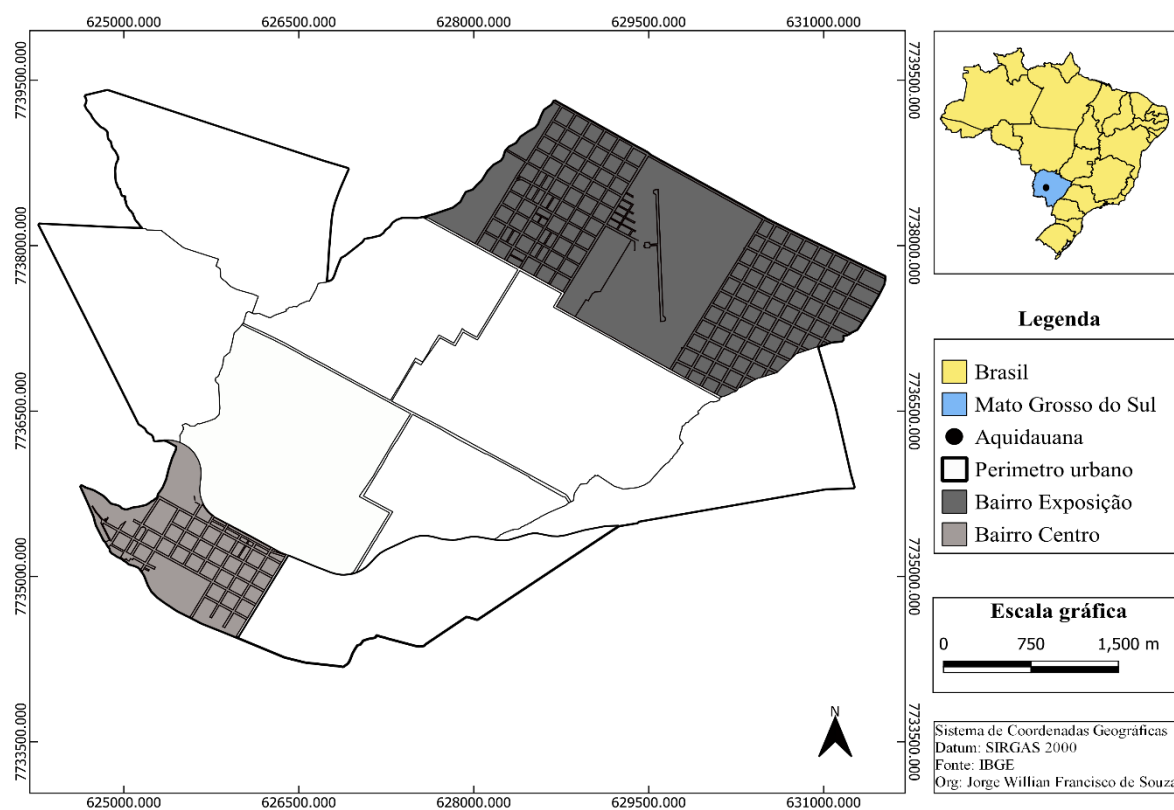 625000.000 626500.000 628000.000 629500.000 631000.000
7739500.000 7739500.000
7738000.000 7738000.000
7736500.000 7736500.000
7735000.000 7735000.000
7733500.000 7733500.000
625000.000 626500.000 628000.000 629500.000 631000.000
N
Legenda
Brasil
Mato Grosso do Sul
Aquidauana
Perimetro urbano
Bairro Exposição
Bairro Centro
Escala gráfica
0 750 1,500 m
Sistema de Coordenadas Geográficas
Datum: SIRGAS 2000
Fonte: IBGE
Org: Jorge Willian Francisco de Souza